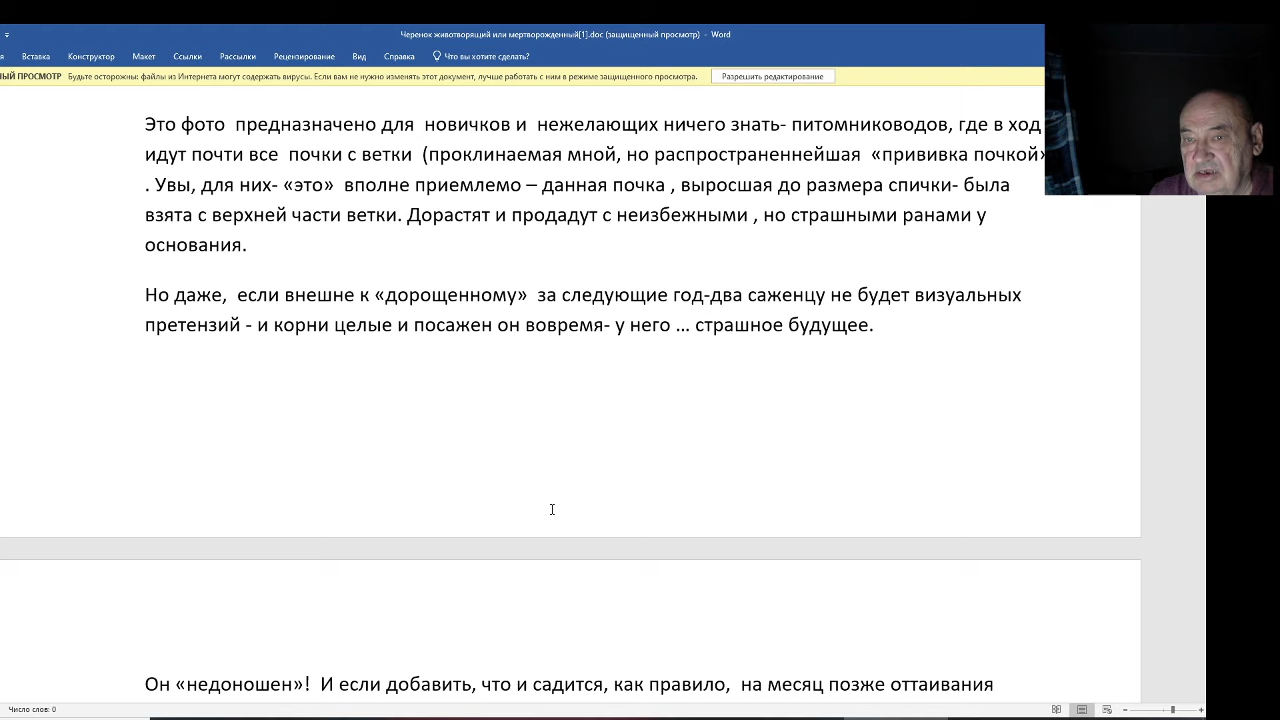 Черенок животворящий или мертворожденный[1].doc (защищенный просмотр) - Word
Вставка Конструктор Макет Ссылки Рассылки Рецензирование Вид Справка Что вы хотите сделать?
ПРОСМОТР Будьте осторожны: файлы из Интернета могут содержать вирусы. Если вам не нужно изменять этот документ, лучше работать с ним в режиме защищенного просмотра. Разрешить редактирование
Это фото предназначено для новичков и нежелающих ничего знать- питомниководов, где в ход
идут почти все почки с ветки (проклинаемая мной, но распространеннейшая «прививка почкой»
. Увы, для них- «это» вполне приемлемо – данная почка , выросшая до размера спички- была
взята с верхней части ветки. Дорастят и продадут с неизбежными , но страшными ранами у
основания.
Но даже, если внешне к «дорощенному» за следующие год-два саженцу не будет визуальных
претензий - и корни целые и посажен он вовремя- у него … страшное будущее.
Он «недоношен»! И если добавить, что и садится, как правило, на месяц позже оттаивания
Число слов: 0